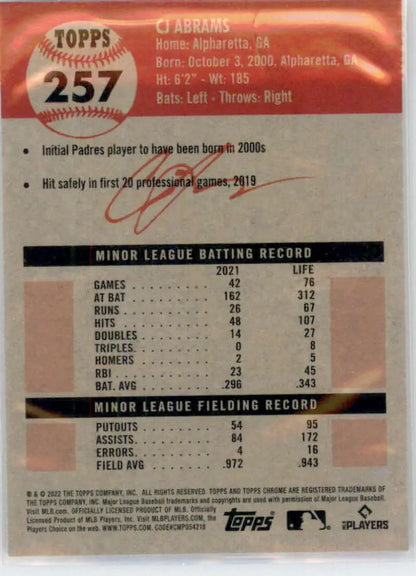 TOPPS
257
CJ ABRAMS
Home: Alpharetta, GA
Born: October 3, 2000, Alpharetta, GA
Ht: 6'2" - Wt: 185
Bats: Left - Throws: Right
• Initial Padres player to have been born in 2000s
• Hit safely in first 20 professional games, 2019
MINOR LEAGUE BATTING RECORD
2021 LIFE
GAMES 42 76
AT BAT 162 312
RUNS 26 67
HITS 48 107
DOUBLES 14 27
TRIPLES 0 8
HOMERS 2 5
RBI 23 45
BAT. AVG .296 .343
MINOR LEAGUE FIELDING RECORD
PUTOUTS 54 95
ASSISTS 84 172
ERRORS 4 16
FIELD AVG .972 .943
® & © 2022 THE TOPPS COMPANY, INC. ALL RIGHTS RESERVED. TOPPS AND TOPPS CHROME ARE REGISTERED TRADEMARKS
OF THE TOPPS COMPANY, INC. Major League Baseball trademarks and copyrights are used with permission of Major League Baseball.
Visit MLB.com. OFFICIALLY LICENSED PRODUCT OF MLB. Officially
Licensed Product of MLB Players, Inc. Visit MLBPLAYERS.COM, the
Players Choice on the web. WWW.TOPPS.COM. CODE#CMP054218
Topps
PLAYERS